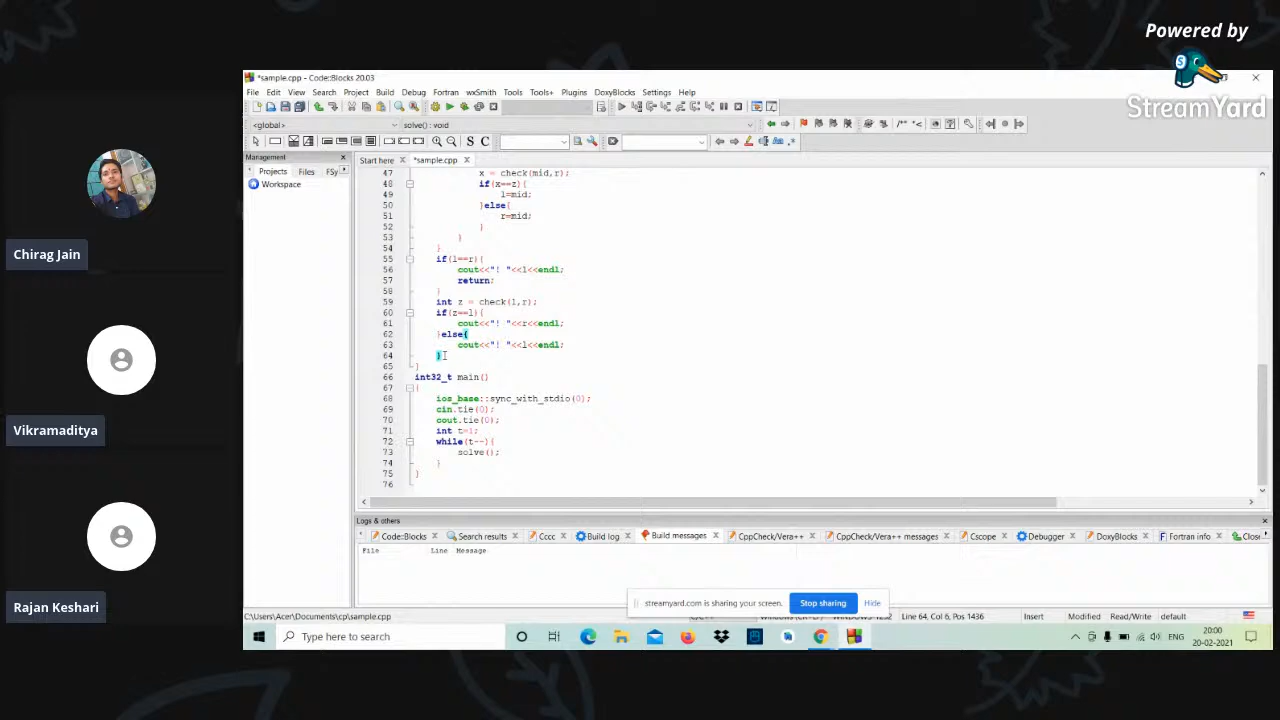 Powered by
StreamYard
Chirag Jain
Vikramaditya
Rajan Keshari
*sample.cpp - Code::Blocks 20.03
File Edit View Search Project Build Debug Fortran wxSmith Tools Tools+ Plugins DoxyBlocks Settings Help
<global> solve() : void
Management
Projects Files FSy
Workspace
Start here *sample.cpp
47 x = check(mid,r);
48 if(x==z){
49 l=mid;
50 }else{
51 r=mid;
52 }
53 }
54 }
55 if(l==r){
56 cout<<"! "<<l<<endl;
57 return;
58 }
59 int z = check(l,r);
60 if(z==l){
61 cout<<"! "<<r<<endl;
62 }else{
63 cout<<"! "<<l<<endl;
64 }
65 }
66 int32_t main()
67 {
68 ios_base::sync_with_stdio(0);
69 cin.tie(0);
70 cout.tie(0);
71 int t=1;
72 while(t--){
73 solve();
74 }
75 }
76
Logs & others
Code::Blocks Search results Cccc Build log Build messages CppCheck/Vera++ CppCheck/Vera++ messages Cscope Debugger DoxyBlocks Fortran info Close
File Line Message
streamyard.com is sharing your screen. Stop sharing Hide
C:\Users\Acer\Documents\cp\sample.cpp Line 64, Col 6, Pos 1436 Insert Modified Read/Write default
Type here to search
ENG
20:00
20-02-2021